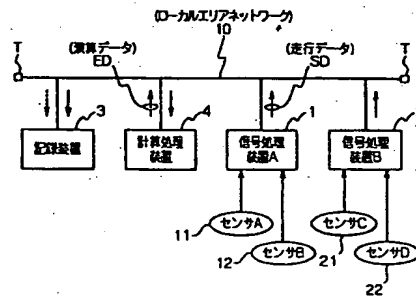 (ローカルエリアネットワーク)
10
T
T
(演算データ)
ED
(走行データ)
SD
3
記録装置
4
計算処理
装置
1
信号処理
装置A
信号処理
装置B
11
センサA
12
センサB
21
センサC
22
センサD